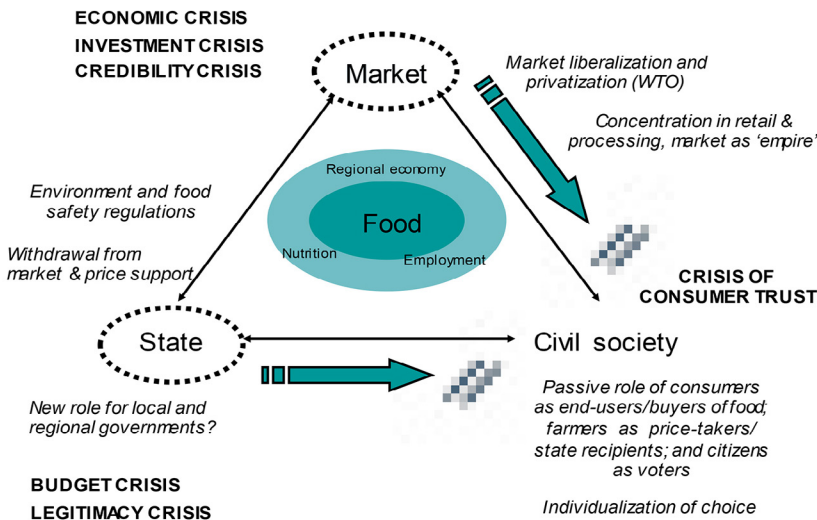 ECONOMIC CRISIS
INVESTMENT CRISIS
CREDIBILITY CRISIS
Market
Market liberalization and
privatization (WTO)
Concentration in retail &
processing, market as ‘empire’
Regional economy
Food
Nutrition
Employment
Environment and food
safety regulations
Withdrawal from
market & price support
CRISIS OF
CONSUMER TRUST
State
Civil society
New role for local and
regional governments?
Passive role of consumers
as end-users/buyers of food;
farmers as price-takers/
state recipients; and citizens
as voters
Individualization of choice
BUDGET CRISIS
LEGITIMACY CRISIS